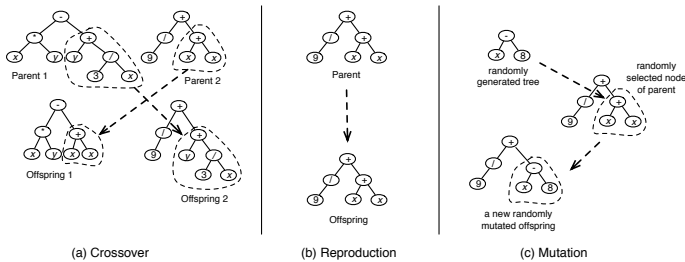 -
+
*
+
/
+
x
y
y
/
9
x
x
3
x
Parent 1
Parent 2
-
+
*
+
/
+
x
y
x
x
9
y
/
3
x
Offspring 1
Offspring 2
(a) Crossover
+
/
+
9
x
x
Parent
+
/
+
9
x
x
Offspring
(b) Reproduction
-
x
8
randomly
generated tree
randomly
selected node
of parent
+
/
+
9
x
x
+
/
-
9
x
8
a new randomly
mutated offspring
(c) Mutation